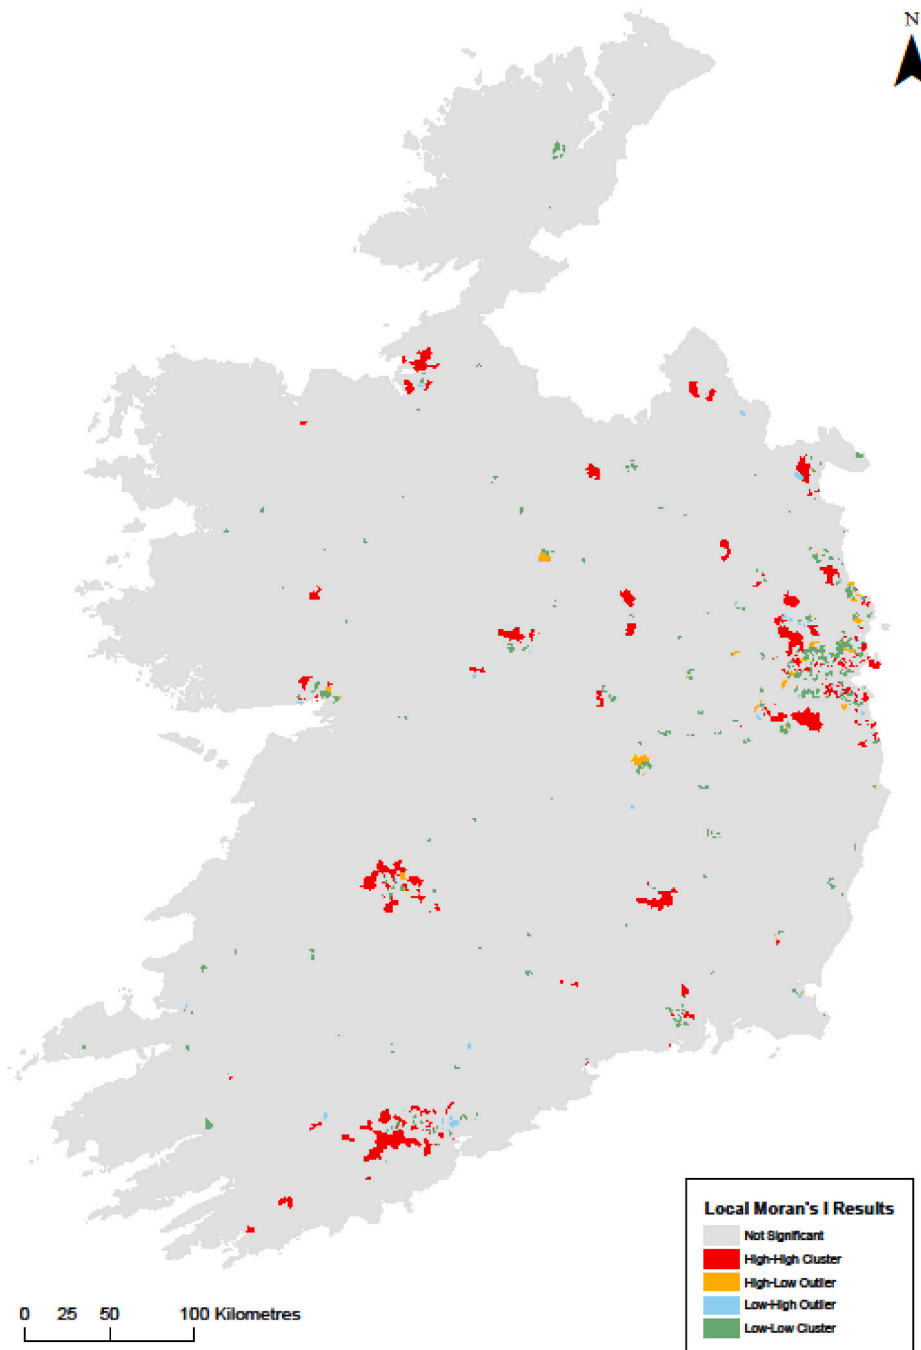 N
Local Moran's I Results
Not Significant
High-High Cluster
High-Low Outlier
Low-High Outlier
Low-Low Cluster
0 25 50 100 Kilometres